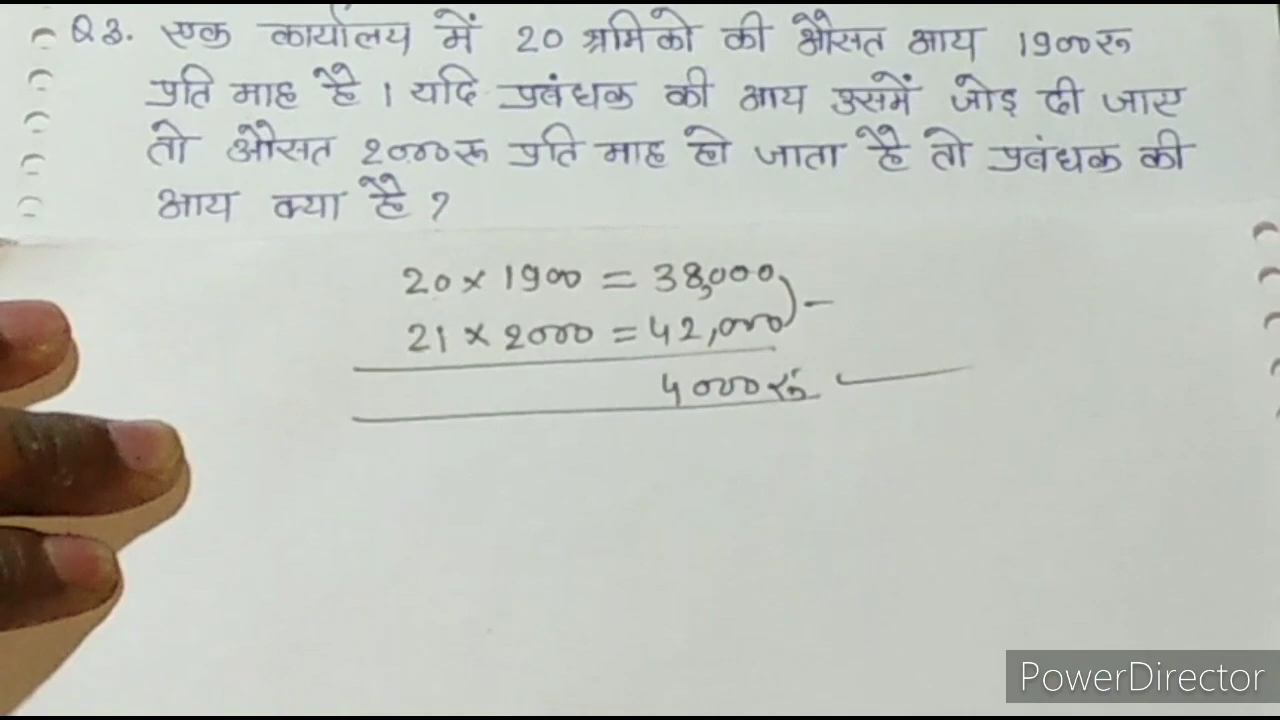 Q3. एक कार्यालय में 20 श्रमिको की औसत आय 1900रु
प्रति माह है । यदि प्रबंधक की आय उसमें जोड़ दी जाए
तो औसत 2000रू प्रति माह हो जाता है तो प्रबंधक की
आय क्या है ?
20 × 1900 = 38,000
21 × 2000 = 42,000 -
4000रु
PowerDirector